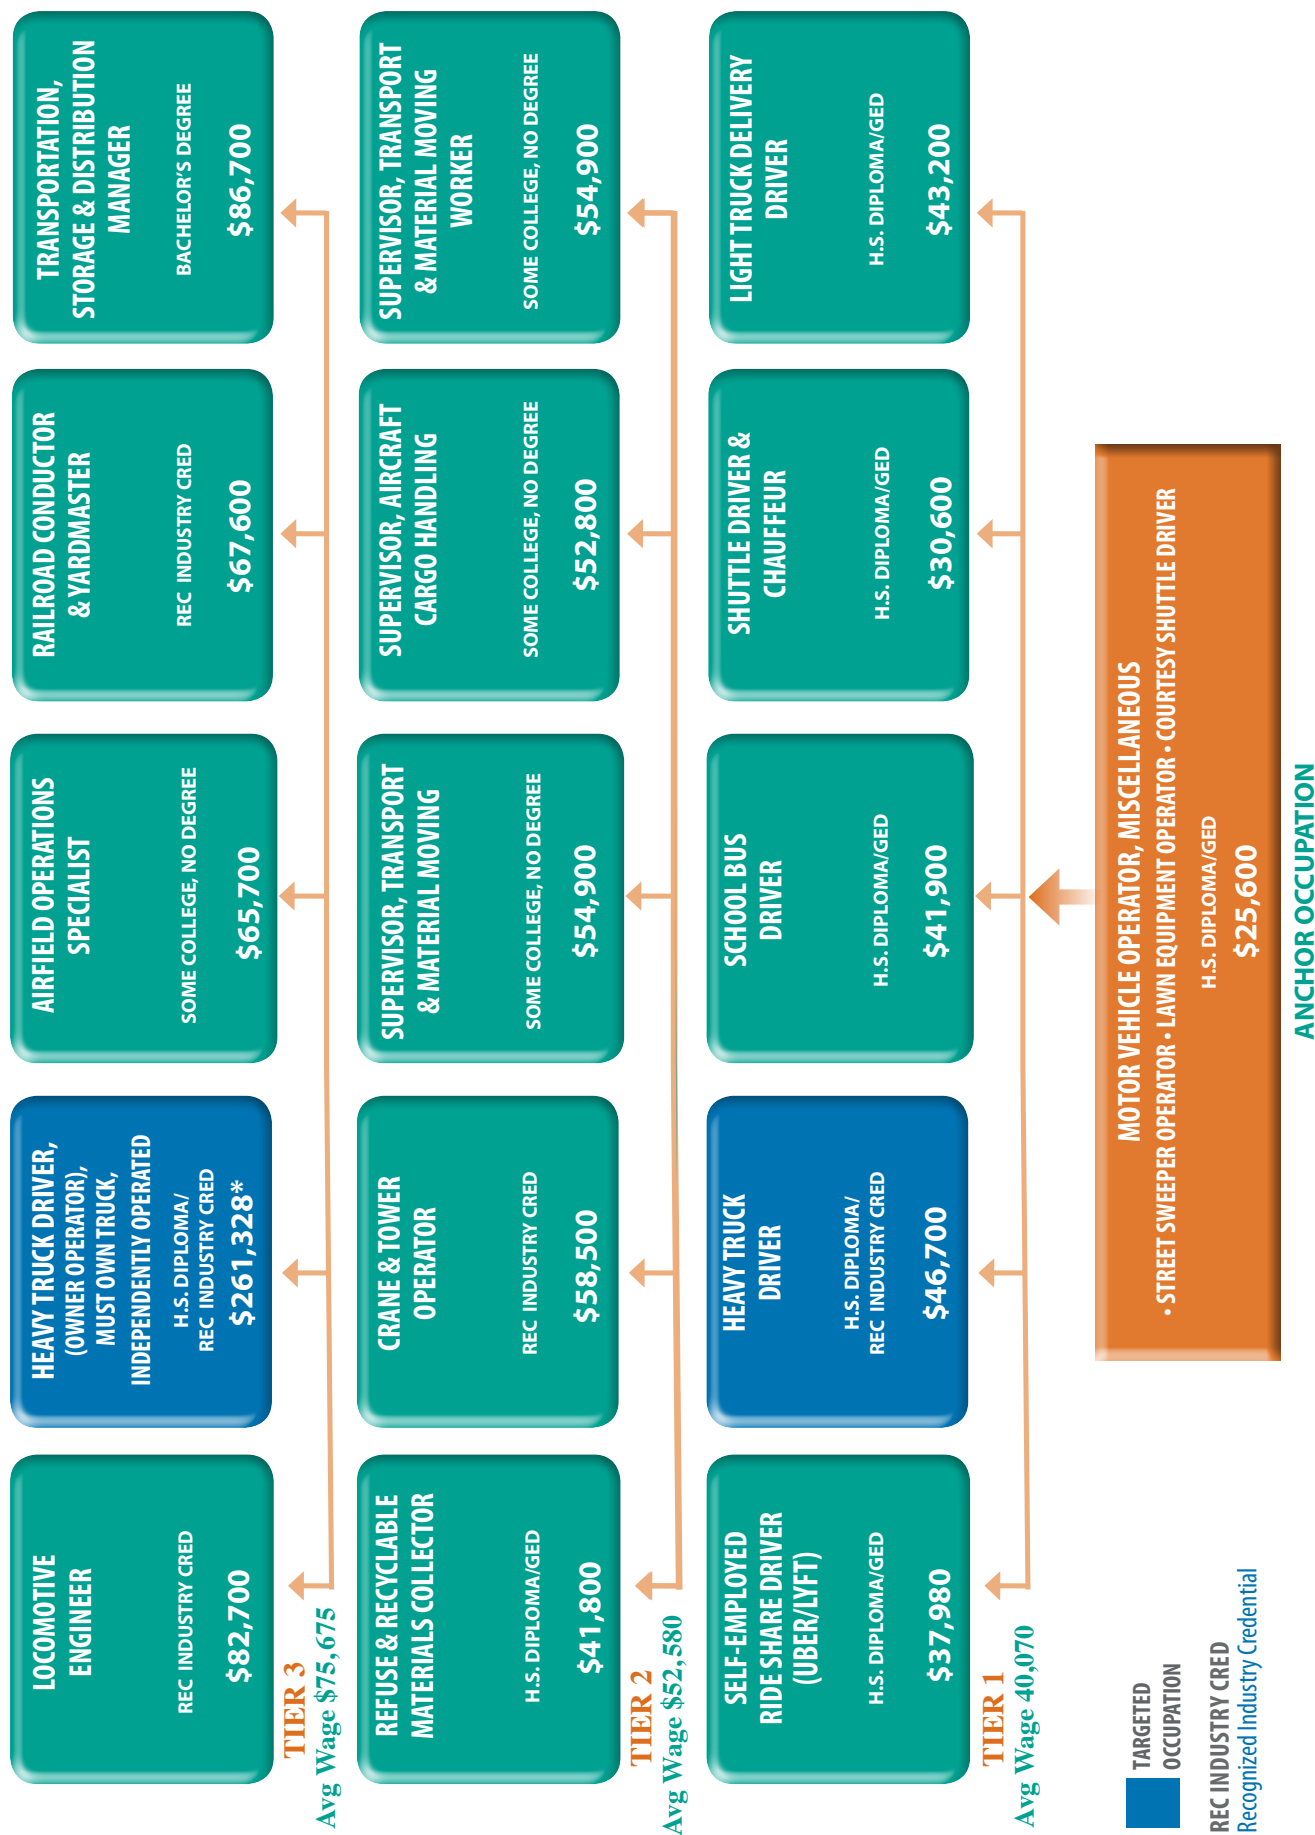 LOCOMOTIVE
ENGINEER
REC INDUSTRY CRED
$82,700
HEAVY TRUCK DRIVER,
(OWNER OPERATOR),
MUST OWN TRUCK,
INDEPENDENTLY OPERATED
H.S. DIPLOMA/
REC INDUSTRY CRED
$261,328*
AIRFIELD OPERATIONS
SPECIALIST
SOME COLLEGE, NO DEGREE
$65,700
RAILROAD CONDUCTOR
& YARDMASTER
REC INDUSTRY CRED
$67,600
TRANSPORTATION,
STORAGE & DISTRIBUTION
MANAGER
BACHELOR'S DEGREE
$86,700
TIER 3
Avg Wage $75,675
REFUSE & RECYCLABLE
MATERIALS COLLECTOR
H.S. DIPLOMA/GED
$41,800
CRANE & TOWER
OPERATOR
REC INDUSTRY CRED
$58,500
SUPERVISOR, TRANSPORT
& MATERIAL MOVING
SOME COLLEGE, NO DEGREE
$54,900
SUPERVISOR, AIRCRAFT
CARGO HANDLING
SOME COLLEGE, NO DEGREE
$52,800
SUPERVISOR, TRANSPORT
& MATERIAL MOVING
WORKER
SOME COLLEGE, NO DEGREE
$54,900
TIER 2
Avg Wage $52,580
SELF-EMPLOYED
RIDE SHARE DRIVER
(UBER/LYFT)
H.S. DIPLOMA/GED
$37,980
HEAVY TRUCK
DRIVER
H.S. DIPLOMA/
REC INDUSTRY CRED
$46,700
SCHOOL BUS
DRIVER
H.S. DIPLOMA/GED
$41,900
SHUTTLE DRIVER &
CHAUFFEUR
H.S. DIPLOMA/GED
$30,600
LIGHT TRUCK DELIVERY
DRIVER
H.S. DIPLOMA/GED
$43,200
TIER 1
Avg Wage 40,070
MOTOR VEHICLE OPERATOR, MISCELLANEOUS
• STREET SWEEPER OPERATOR • LAWN EQUIPMENT OPERATOR • COURTESY SHUTTLE DRIVER
H.S. DIPLOMA/GED
$25,600
ANCHOR OCCUPATION
TARGETED
OCCUPATION
REC INDUSTRY CRED
Recognized Industry Credential